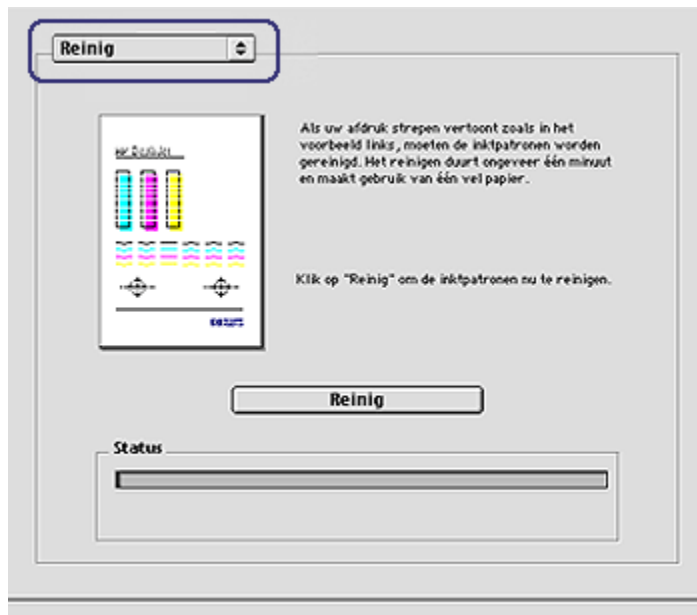 Reinig
Als uw afdruk strepen vertoont zoals in het
voorbeeld links, moeten de inktpatronen worden
gereinigd. Het reinigen duurt ongeveer één minuut
en maakt gebruik van één vel papier.
Klik op "Reinig" om de inktpatronen nu te reinigen.
Reinig
Status